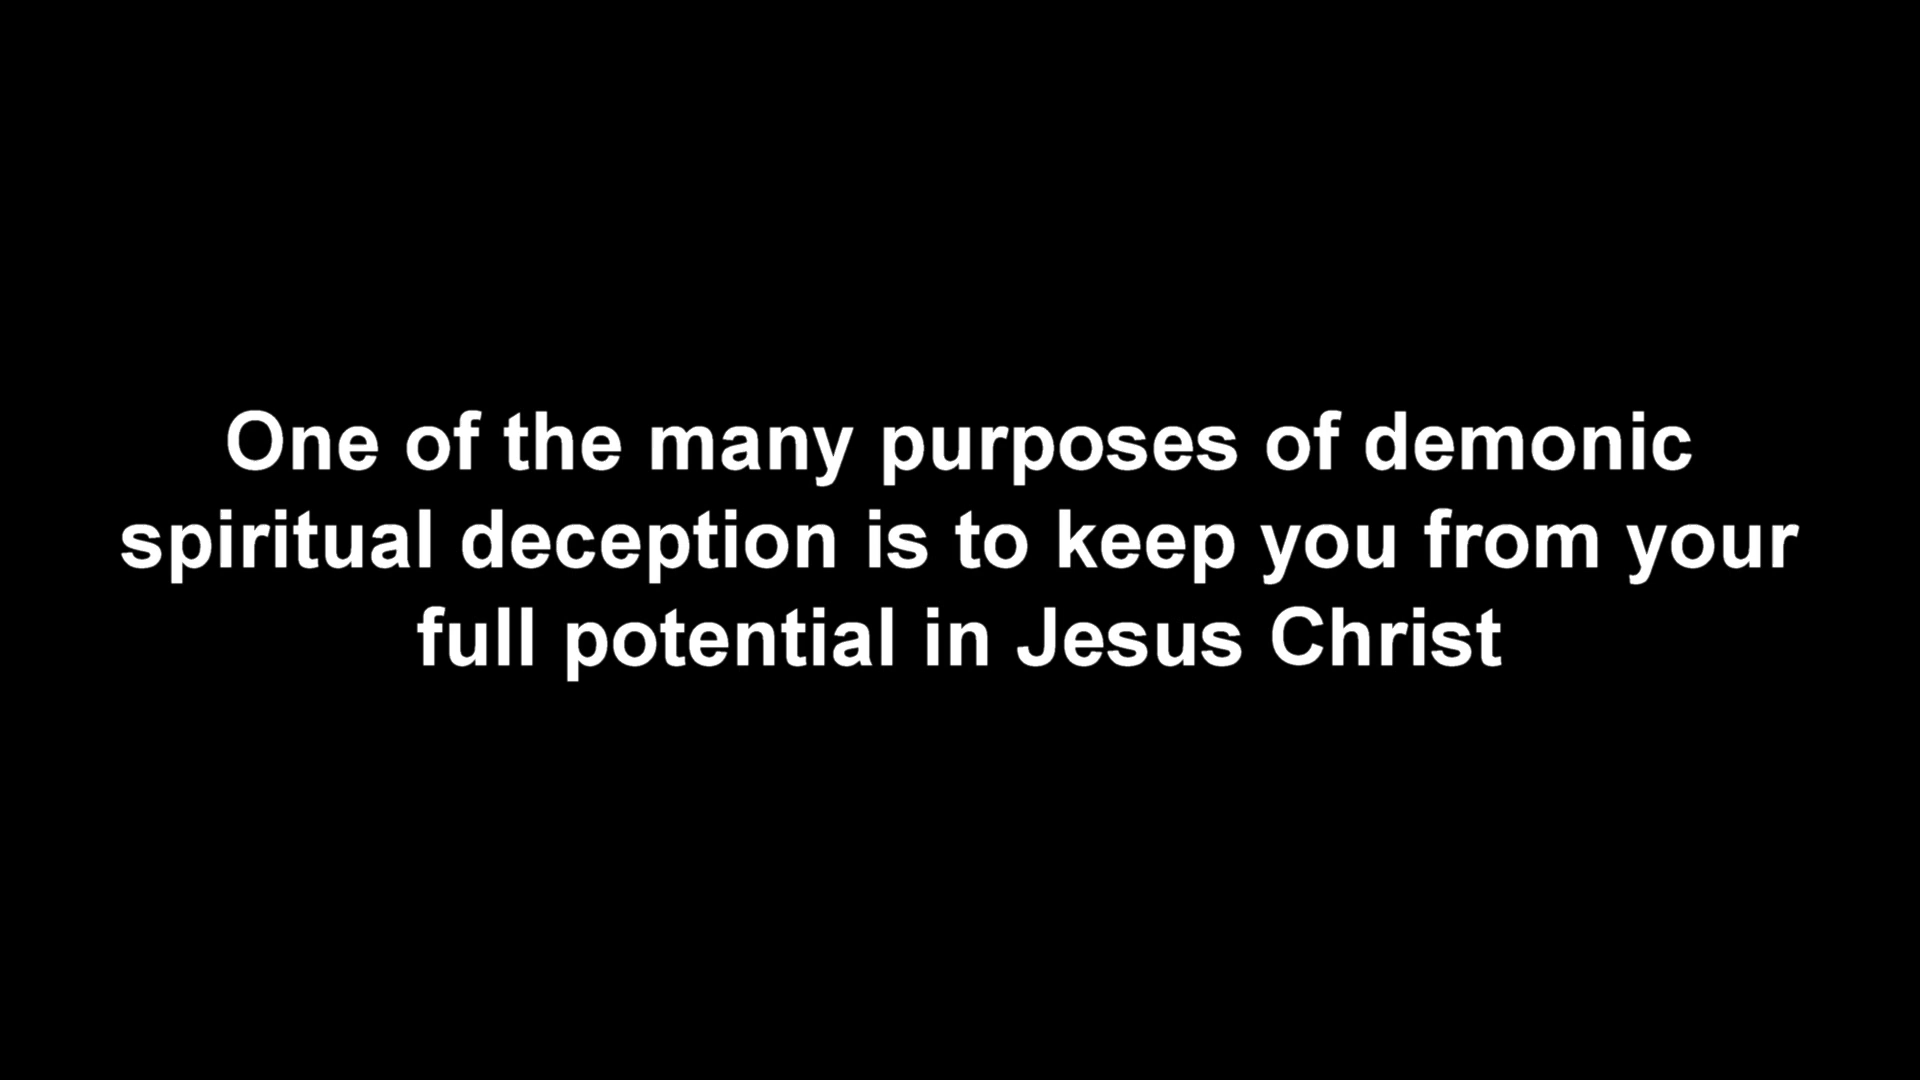 One of the many purposes of demonic
spiritual deception is to keep you from your
full potential in Jesus Christ